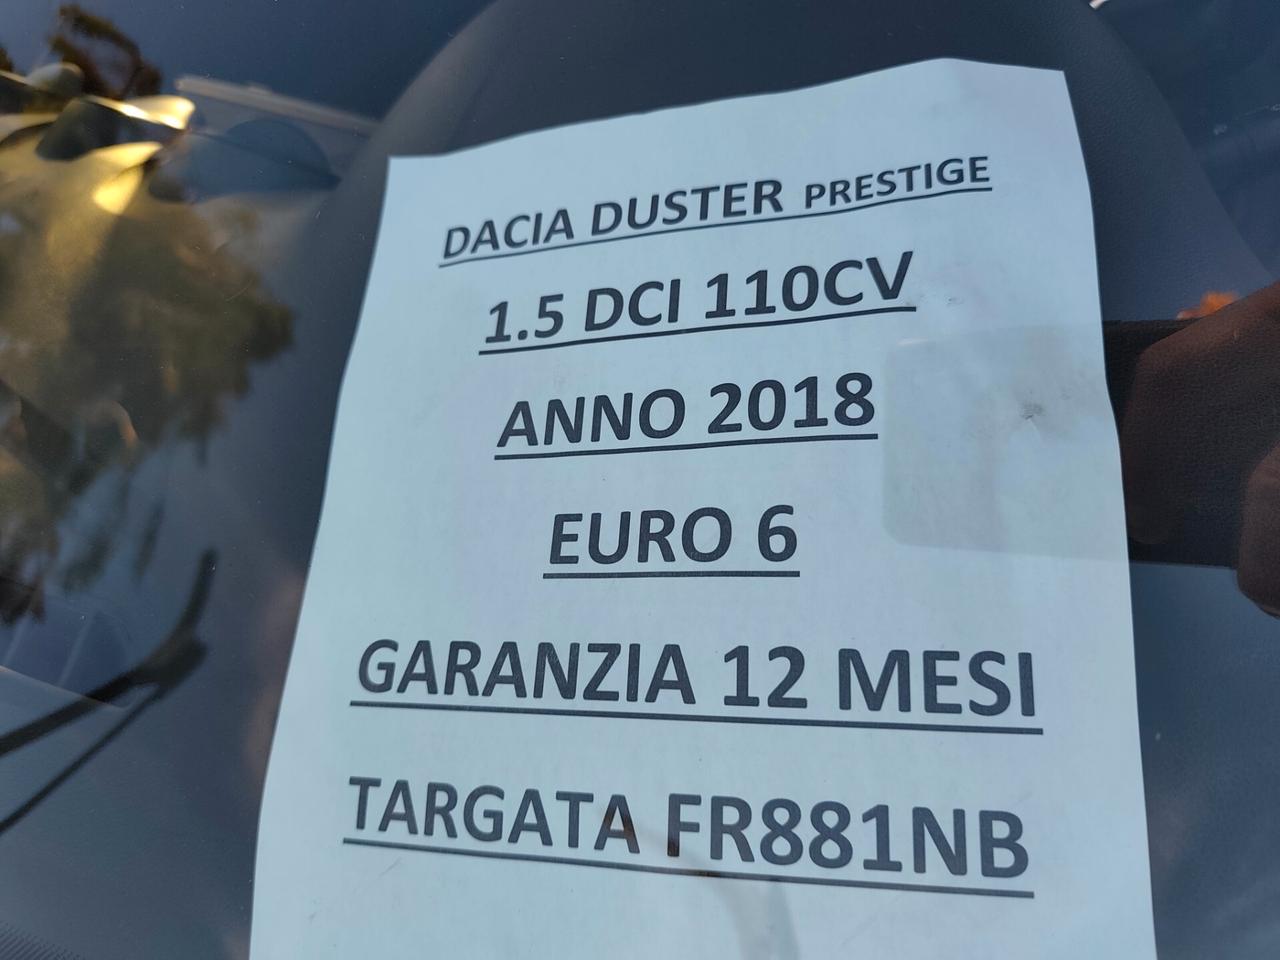 DACIA DUSTER PRESTIGE
1.5 DCI 110CV
ANNO 2018
EURO 6
GARANZIA 12 MESI
TARGATA FR881NB